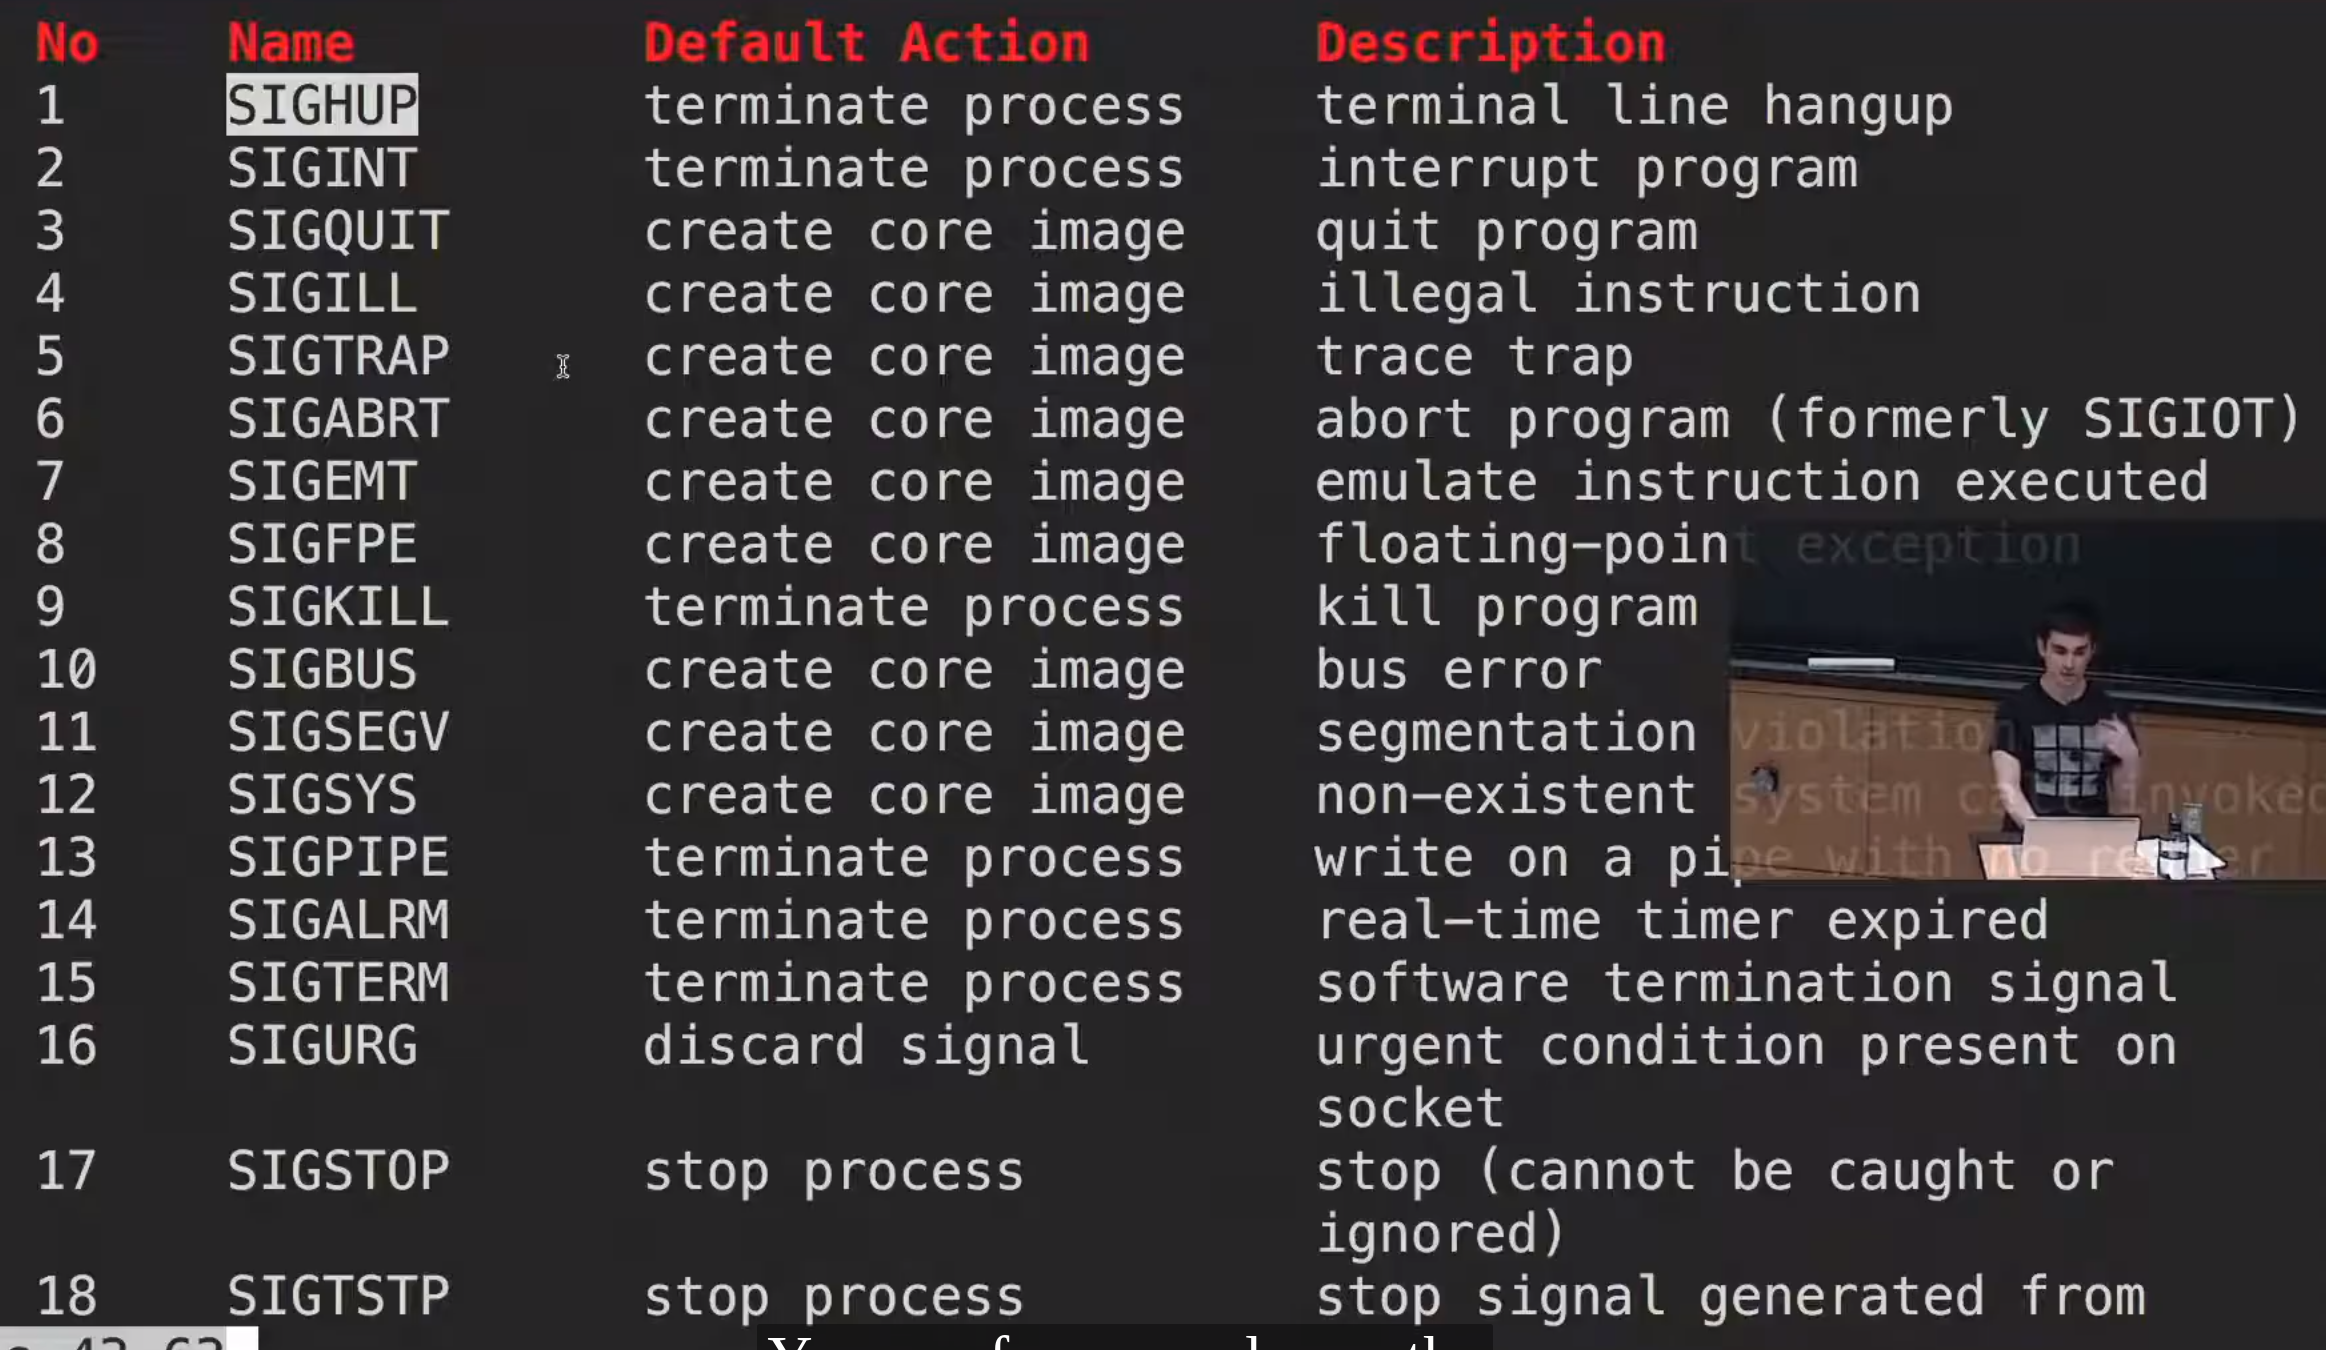 No Name Default Action Description
1 SIGHUP terminate process terminal line hangup
2 SIGINT terminate process interrupt program
3 SIGQUIT create core image quit program
4 SIGILL create core image illegal instruction
5 SIGTRAP create core image trace trap
6 SIGABRT create core image abort program (formerly SIGIOT)
7 SIGEMT create core image emulate instruction executed
8 SIGFPE create core image floating-point exception
9 SIGKILL terminate process kill program
10 SIGBUS create core image bus error
11 SIGSEGV create core image segmentation violation
12 SIGSYS create core image non-existent system call invoked
13 SIGPIPE terminate process write on a pipe with no reader
14 SIGALRM terminate process real-time timer expired
15 SIGTERM terminate process software termination signal
16 SIGURG discard signal urgent condition present on
socket
17 SIGSTOP stop process stop (cannot be caught or
ignored)
18 SIGTSTP stop process stop signal generated from